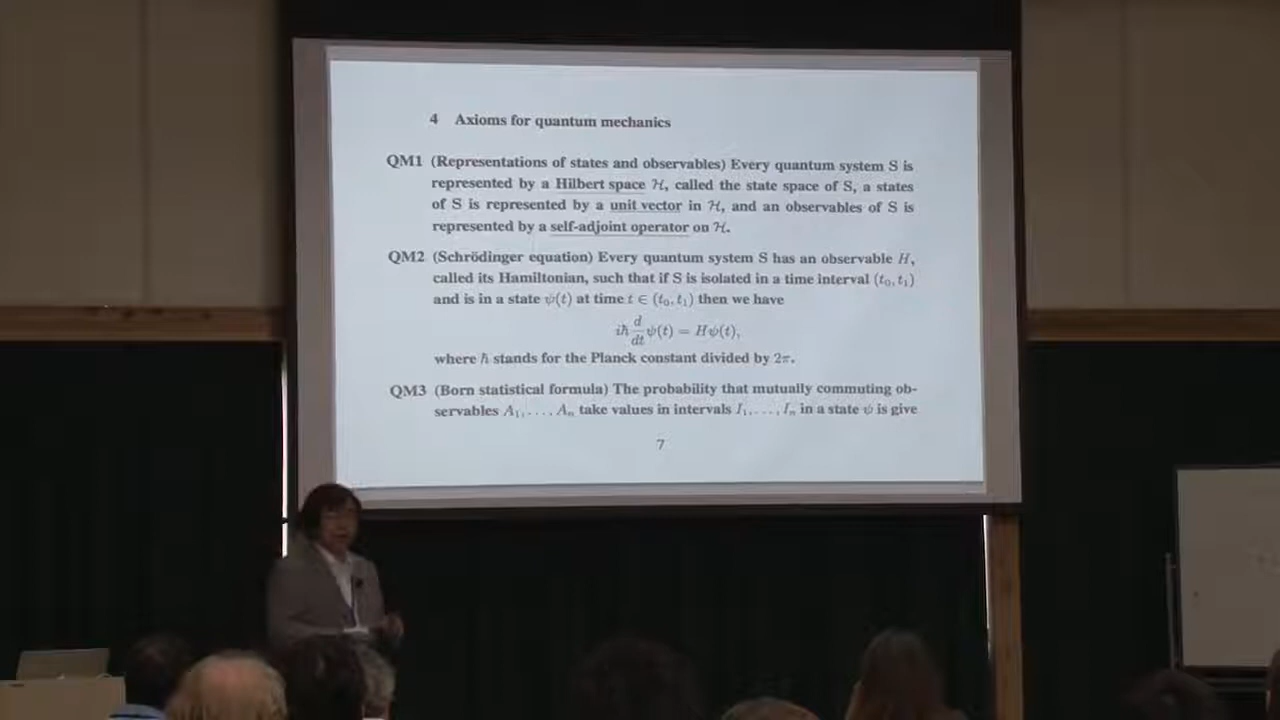 4 Axioms for quantum mechanics
QM1 (Representations of states and observables) Every quantum system S is
represented by a Hilbert space ℋ, called the state space of S, a states
of S is represented by a unit vector in ℋ, and an observables of S is
represented by a self-adjoint operator on ℋ.
QM2 (Schrödinger equation) Every quantum system S has an observable H,
called its Hamiltonian, such that if S is isolated in a time interval (t₀, t₁)
and is in a state ψ(t) at time t ∈ (t₀, t₁) then we have
iħ d/dt ψ(t) = Hψ(t),
where ħ stands for the Planck constant divided by 2π.
QM3 (Born statistical formula) The probability that mutually commuting ob-
servables A₁, . . . , Aₙ take values in intervals I₁, . . . , Iₙ in a state ψ is give
7